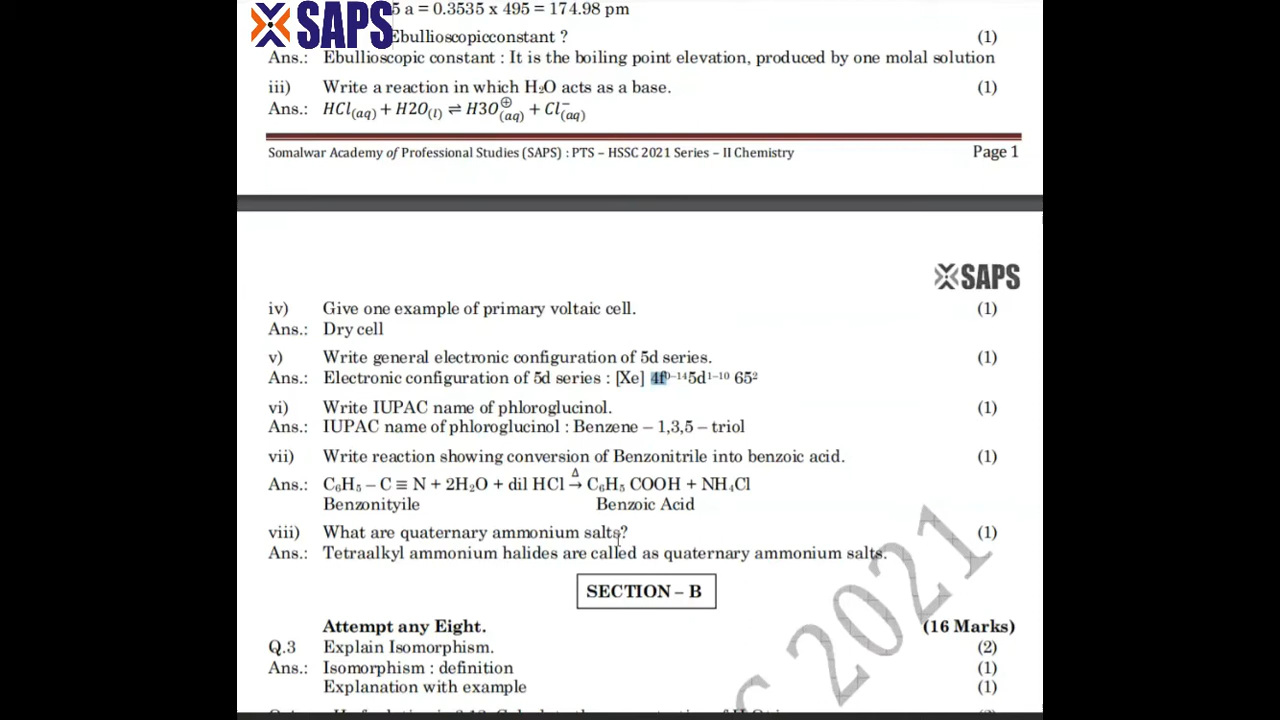 SAPS
5 a = 0.3535 x 495 = 174.98 pm
Ebullioscopicconstant ? (1)
Ans.: Ebullioscopic constant : It is the boiling point elevation, produced by one molal solution
iii) Write a reaction in which H₂O acts as a base. (1)
Ans.: HCl(aq) + H2O(l) ⇌ H3O⊕(aq) + Cl⁻(aq)
Somalwar Academy of Professional Studies (SAPS) : PTS – HSSC 2021 Series – II Chemistry Page 1
SAPS
iv) Give one example of primary voltaic cell. (1)
Ans.: Dry cell
v) Write general electronic configuration of 5d series. (1)
Ans.: Electronic configuration of 5d series : [Xe] 4f⁰⁻¹⁴5d¹⁻¹⁰ 65²
vi) Write IUPAC name of phloroglucinol. (1)
Ans.: IUPAC name of phloroglucinol : Benzene – 1,3,5 – triol
vii) Write reaction showing conversion of Benzonitrile into benzoic acid. (1)
Ans.: C₆H₅ – C ≡ N + 2H₂O + dil HCl →Δ C₆H₅ COOH + NH₄Cl
Benzonityile Benzoic Acid
viii) What are quaternary ammonium salts? (1)
Ans.: Tetraalkyl ammonium halides are called as quaternary ammonium salts.
SECTION – B
Attempt any Eight. (16 Marks)
Q.3 Explain Isomorphism. (2)
Ans.: Isomorphism : definition (1)
Explanation with example (1)
C 2021